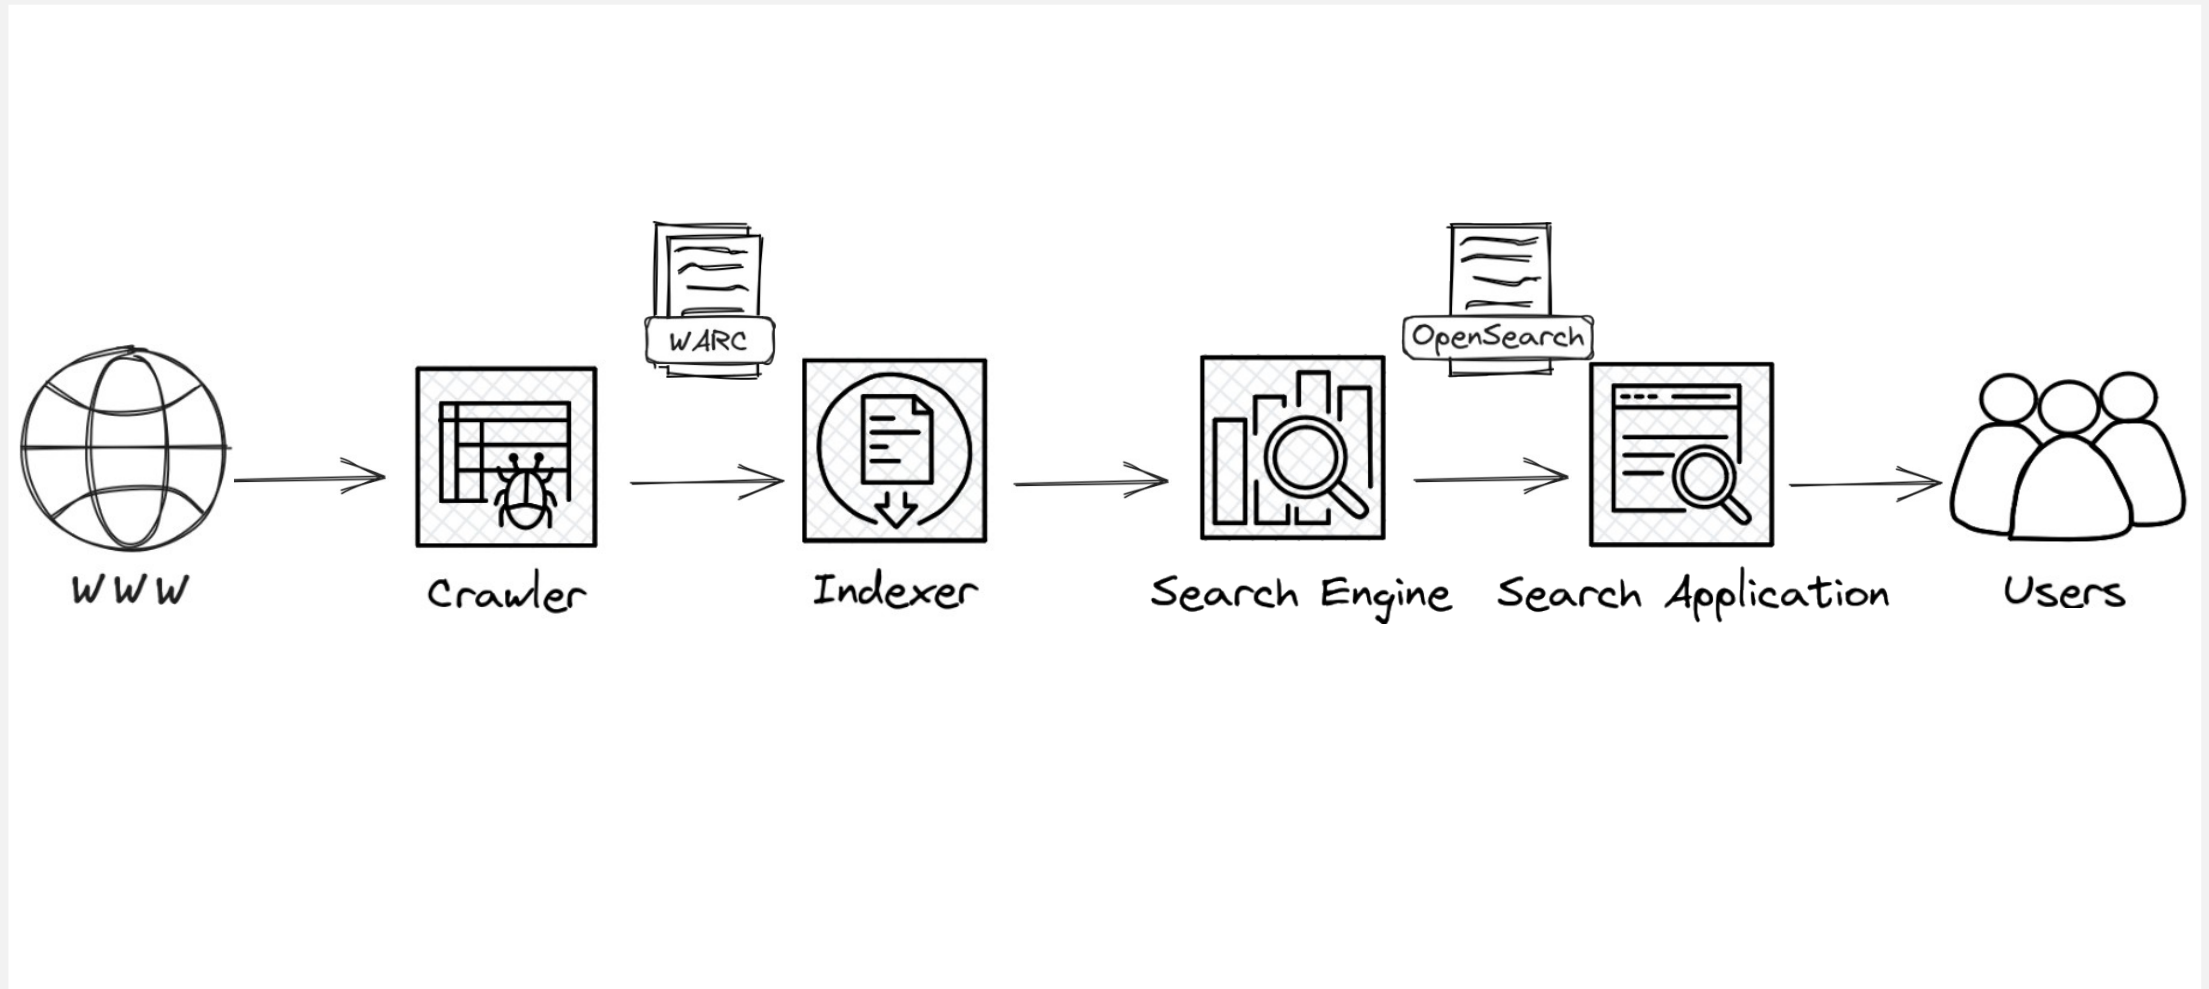 WARC
OpenSearch
WWW
Crawler
Indexer
Search Engine
Search Application
Users